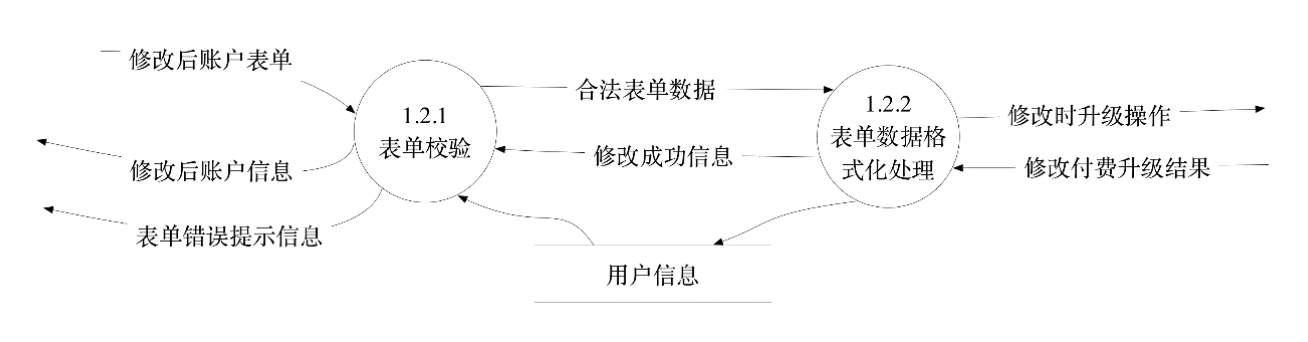 修改后账户表单
1.2.1
表单校验
修改后账户信息
表单错误提示信息
合法表单数据
修改成功信息
1.2.2
表单数据格
式化处理
修改时升级操作
修改付费升级结果
用户信息